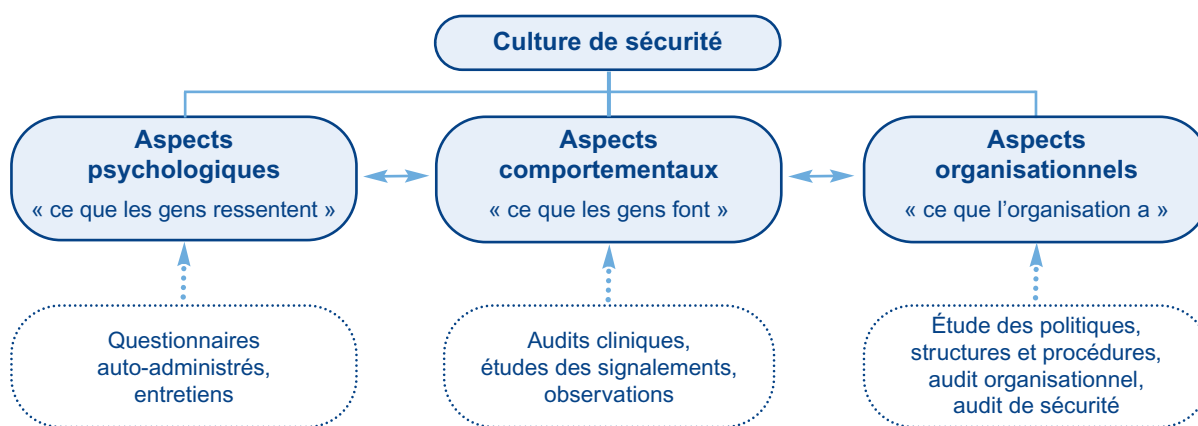 Culture de sécurité
Aspects
psychologiques
« ce que les gens ressentent »
Aspects
comportementaux
« ce que les gens font »
Aspects
organisationnels
« ce que l’organisation a »
Questionnaires
auto-administrés,
entretiens
Audits cliniques,
études des signalements,
observations
Étude des politiques,
structures et procédures,
audit organisationnel,
audit de sécurité